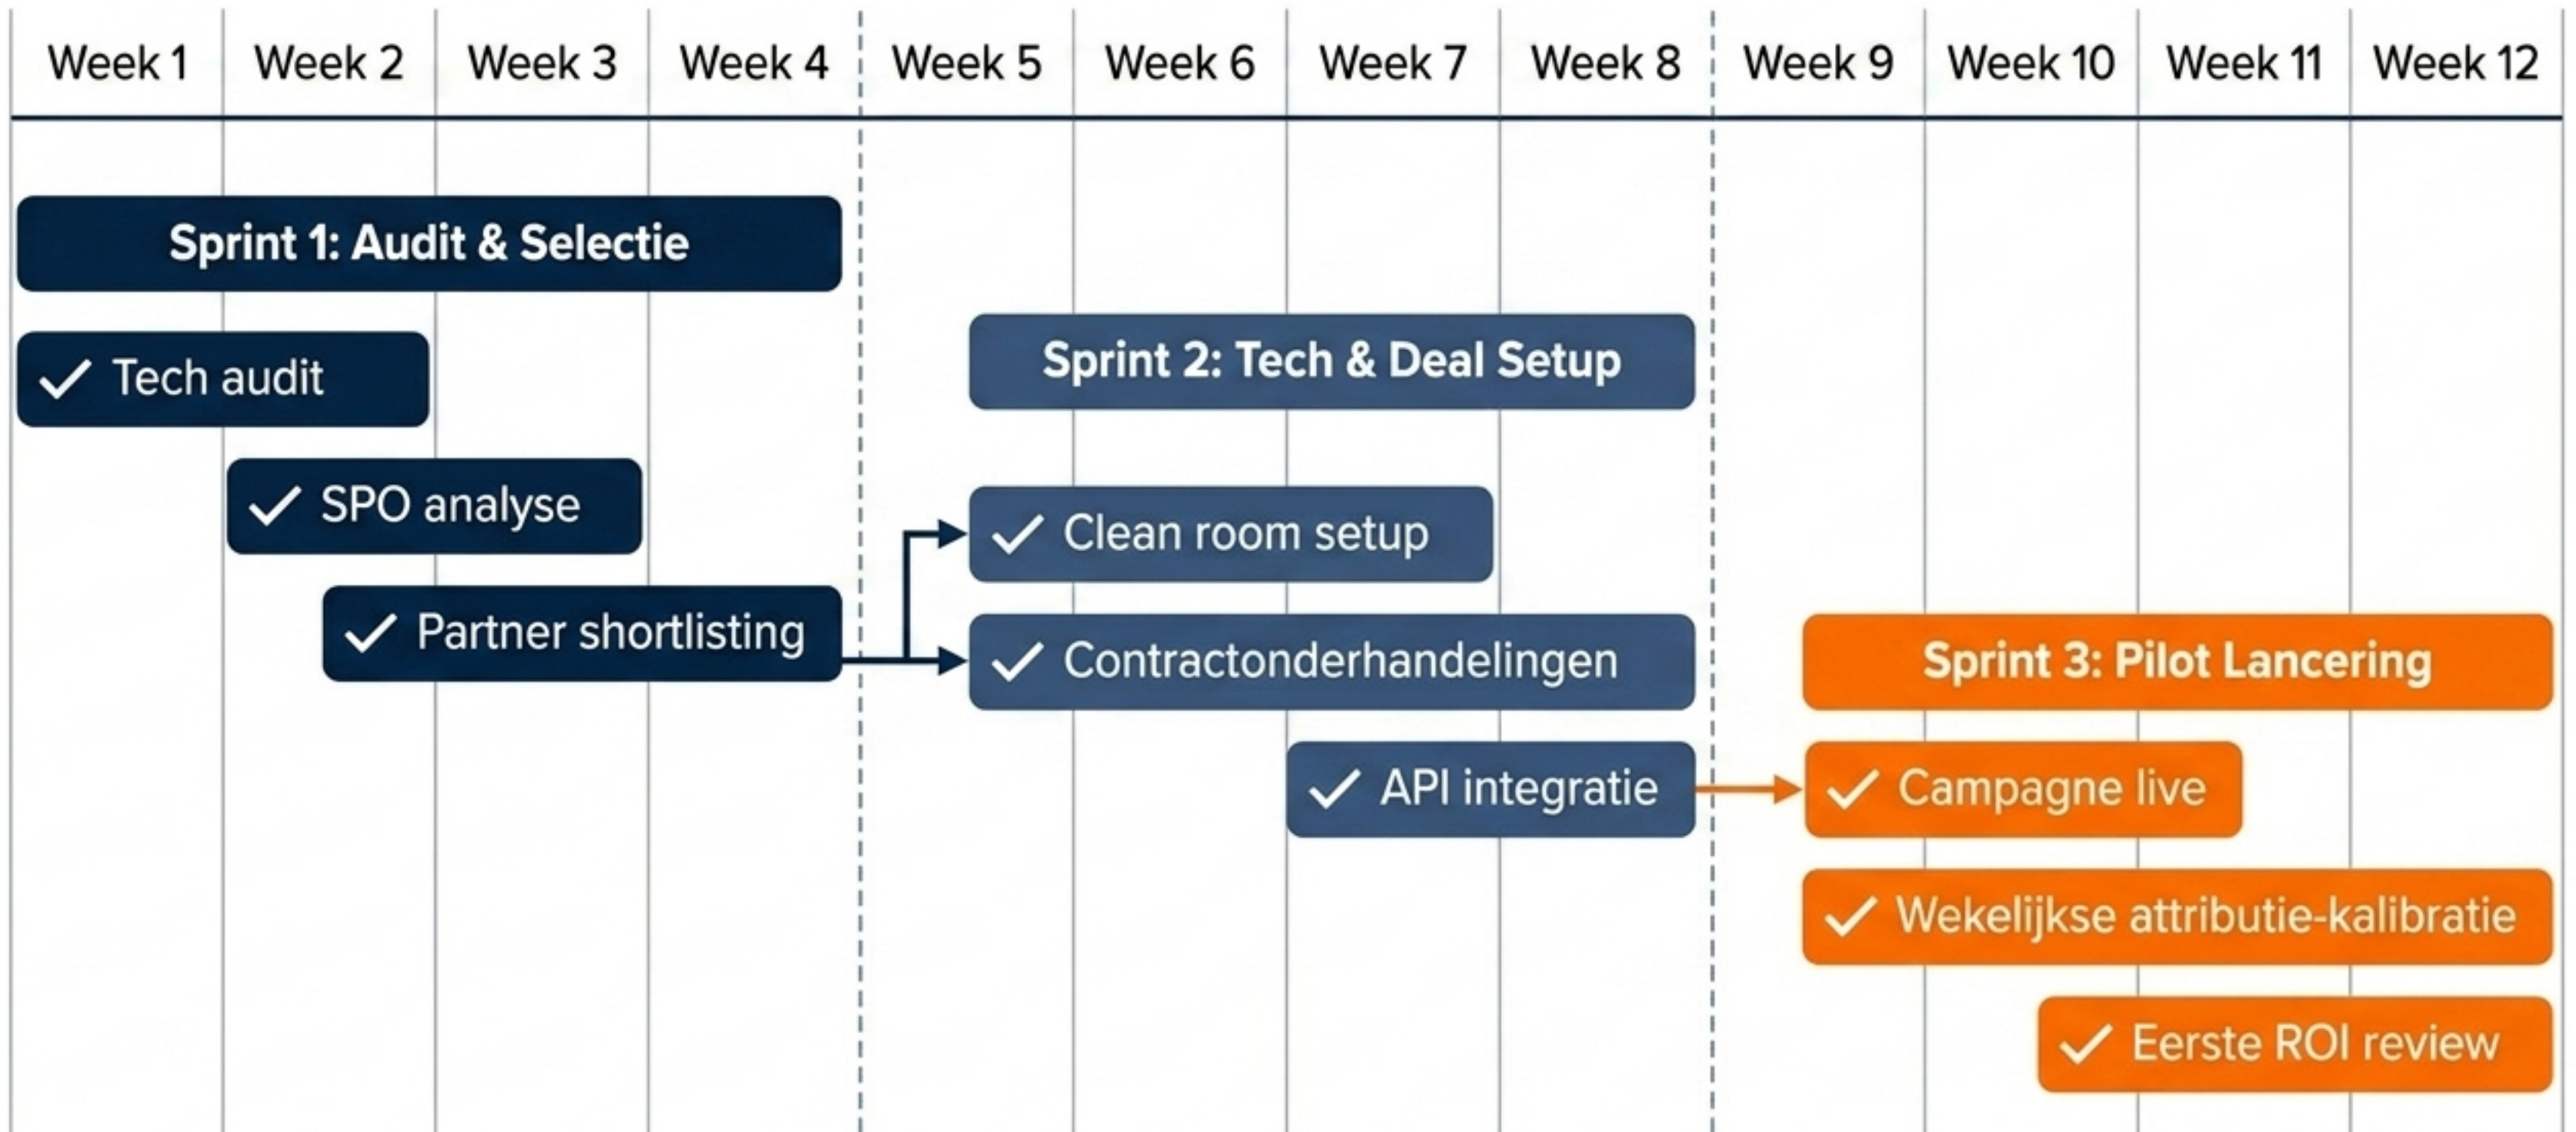 Week 1
Week 2
Week 3
Week 4
Week 5
Week 6
Week 7
Week 8
Week 9
Week 10
Week 11
Week 12
Sprint 1: Audit & Selectie
Tech audit
SPO analyse
Partner shortlisting
Sprint 2: Tech & Deal Setup
Clean room setup
Contractonderhandelingen
API integratie
Sprint 3: Pilot Lancering
Campagne live
Wekelijkse attributie-kalibratie
Eerste ROI review